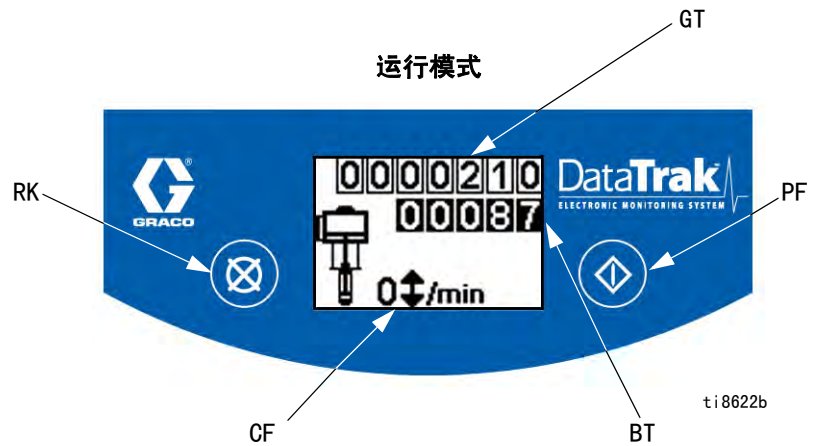 GT
运行模式
GRACO
0000210
DataTrak
ELECTRONIC MONITORING SYSTEM
00087
RK
PF
0/min
ti8622b
CF
BT